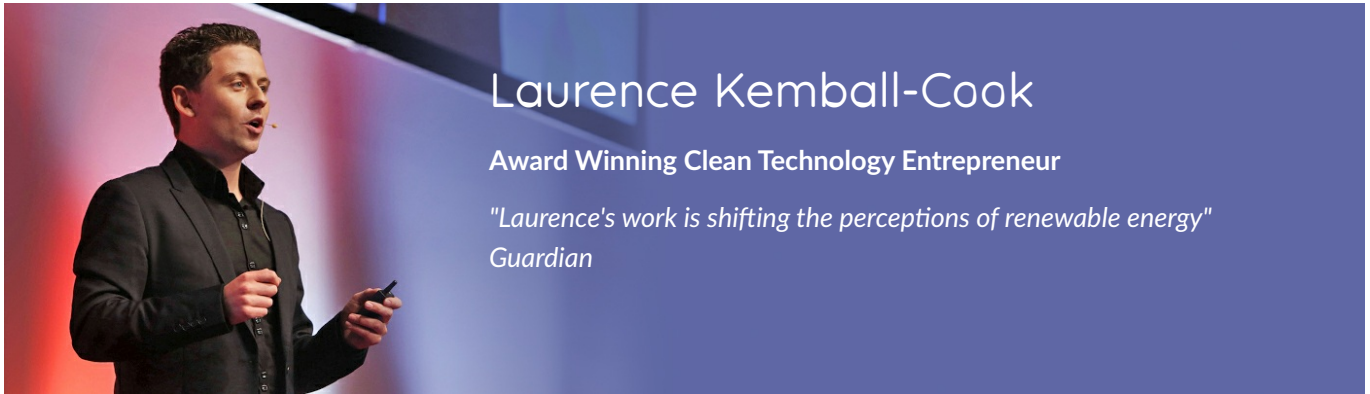 Laurence Kemball-Cook
Award Winning Clean Technology Entrepreneur
"Laurence's work is shifting the perceptions of renewable energy"
Guardian